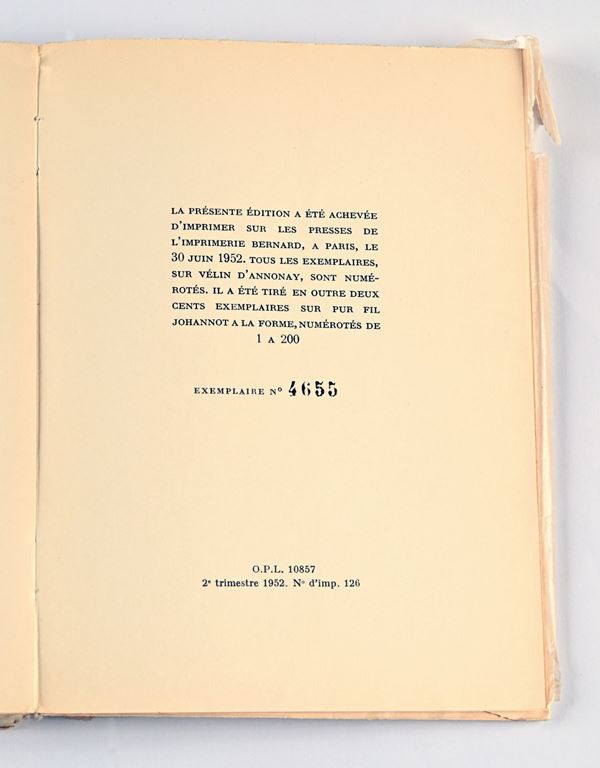 LA PRÉSENTE ÉDITION A ÉTÉ ACHEVÉE
D'IMPRIMER SUR LES PRESSES DE
L'IMPRIMERIE BERNARD, A PARIS, LE
30 JUIN 1952. TOUS LES EXEMPLAIRES,
SUR VÉLIN D'ANNONAY, SONT NUMÉ-
ROTÉS. IL A ÉTÉ TIRÉ EN OUTRE DEUX
CENTS EXEMPLAIRES SUR PUR FIL
JOHANNOT A LA FORME, NUMÉROTÉS DE
1 A 200
EXEMPLAIRE Nº 4655
O.P.L. 10857
2e trimestre 1952. Nº d'imp. 126